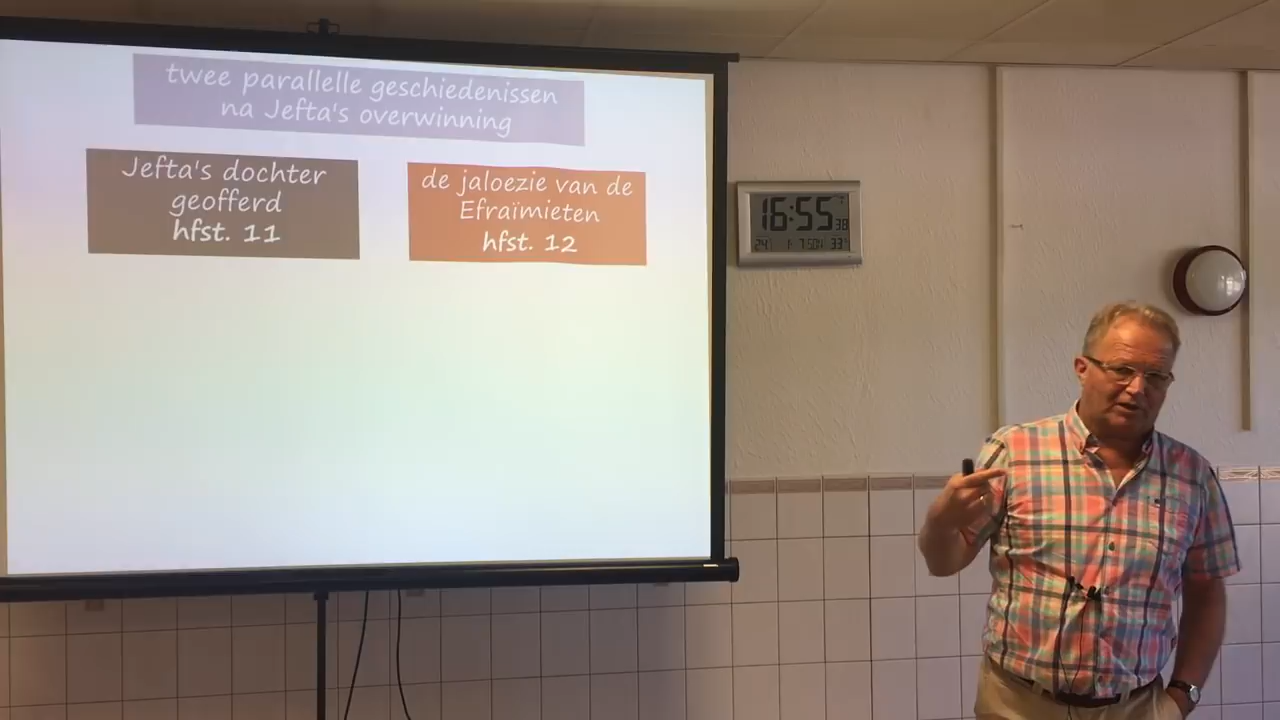 twee parallelle geschiedenissen
na Jefta's overwinning
Jefta's dochter
geofferd
hfst. 11
de jaloezie van de
Efraïmieten
hfst. 12
16:55 38